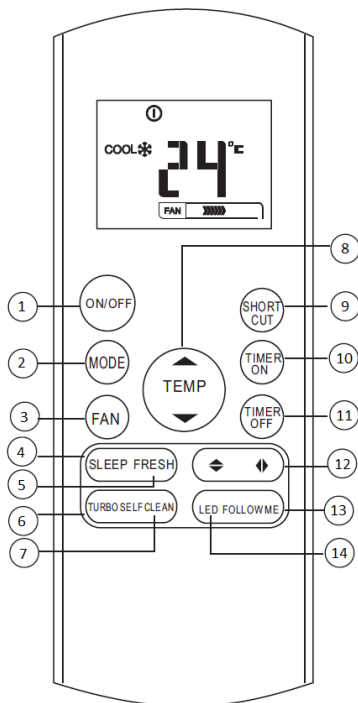 COOL 24 °C
FAN
8
1 ON/OFF SHORT CUT 9
2 MODE TEMP TIMER ON 10
3 FAN TIMER OFF 11
4 SLEEP FRESH 12
5
6 TURBO SELF CLEAN LED FOLLOW ME 13
7 14